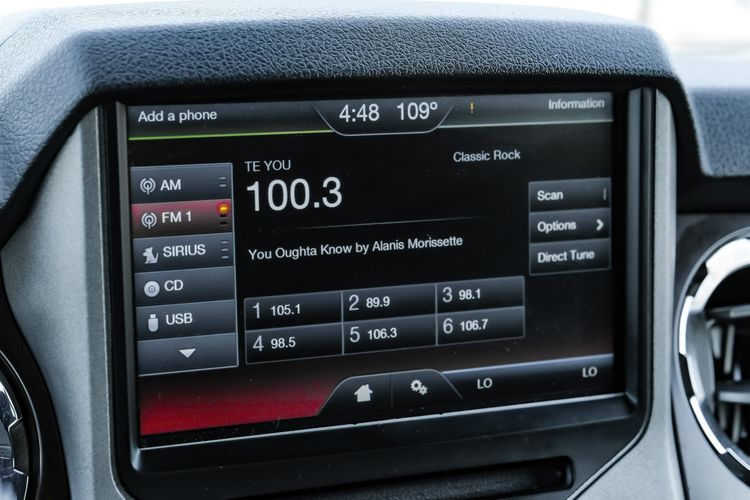 Add a phone 4:48 109° ! Information
TE YOU Classic Rock
100.3
You Oughta Know by Alanis Morissette
AM
FM 1
SIRIUS
CD
USB
Scan
Options
Direct Tune
1 105.1 2 89.9 3 98.1
4 98.5 5 106.3 6 106.7
LO LO